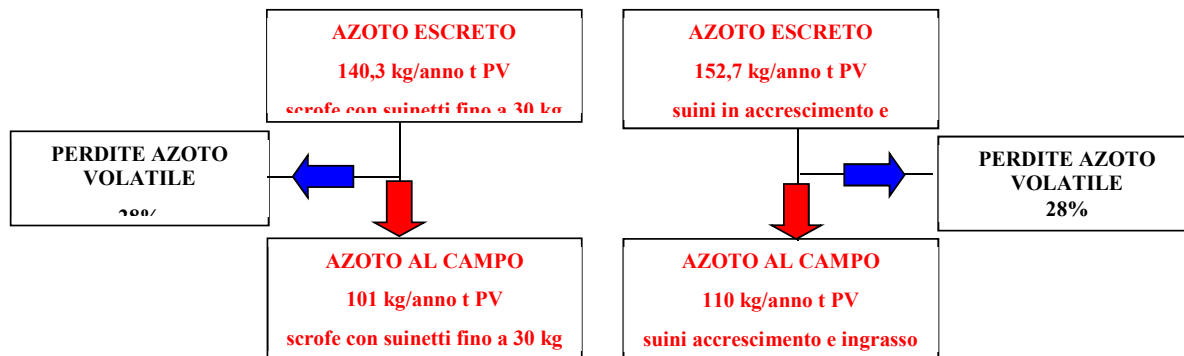 AZOTO ESCRETO
140,3 kg/anno t PV
scrofe con suinetti fino a 30 kg
AZOTO ESCRETO
152,7 kg/anno t PV
suini in accrescimento e
PERDITE AZOTO
VOLATILE
28%
PERDITE AZOTO
VOLATILE
28%
AZOTO AL CAMPO
101 kg/anno t PV
scrofe con suinetti fino a 30 kg
AZOTO AL CAMPO
110 kg/anno t PV
suini accrescimento e ingrasso